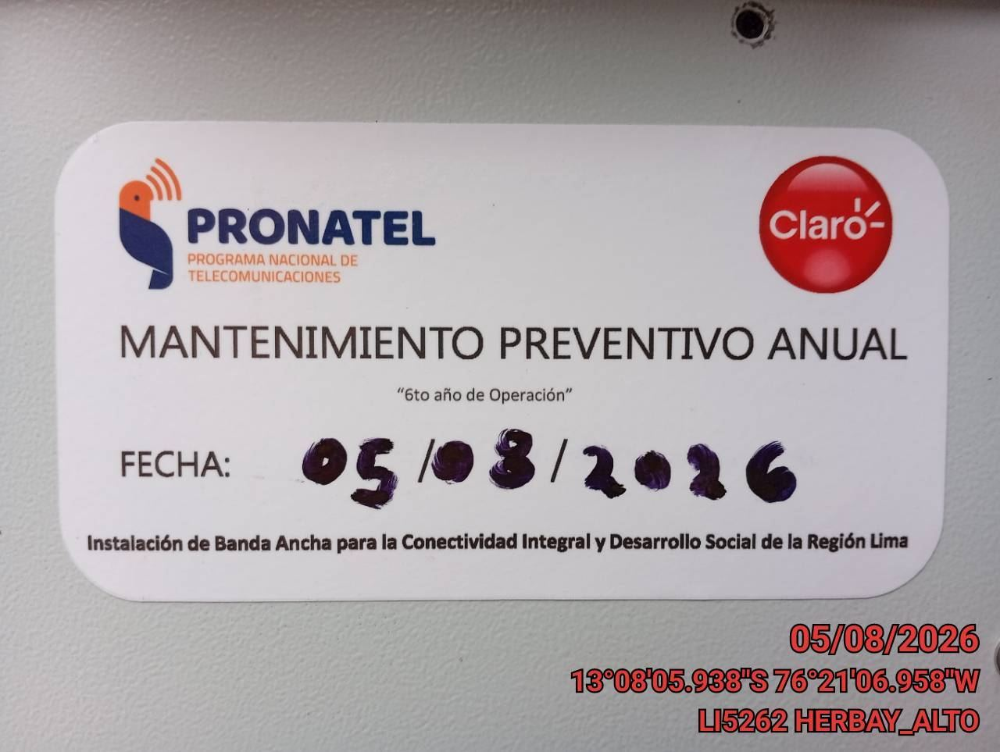 PRONATEL
PROGRAMA NACIONAL DE
TELECOMUNICACIONES
Claro
MANTENIMIENTO PREVENTIVO ANUAL
“6to año de Operación”
FECHA: 05/08/2026
Instalación de Banda Ancha para la Conectividad Integral y Desarrollo Social de la Región Lima
05/08/2026
13°08'05.938"S 76°21'06.958"W
LI5262 HERBAY_ALTO